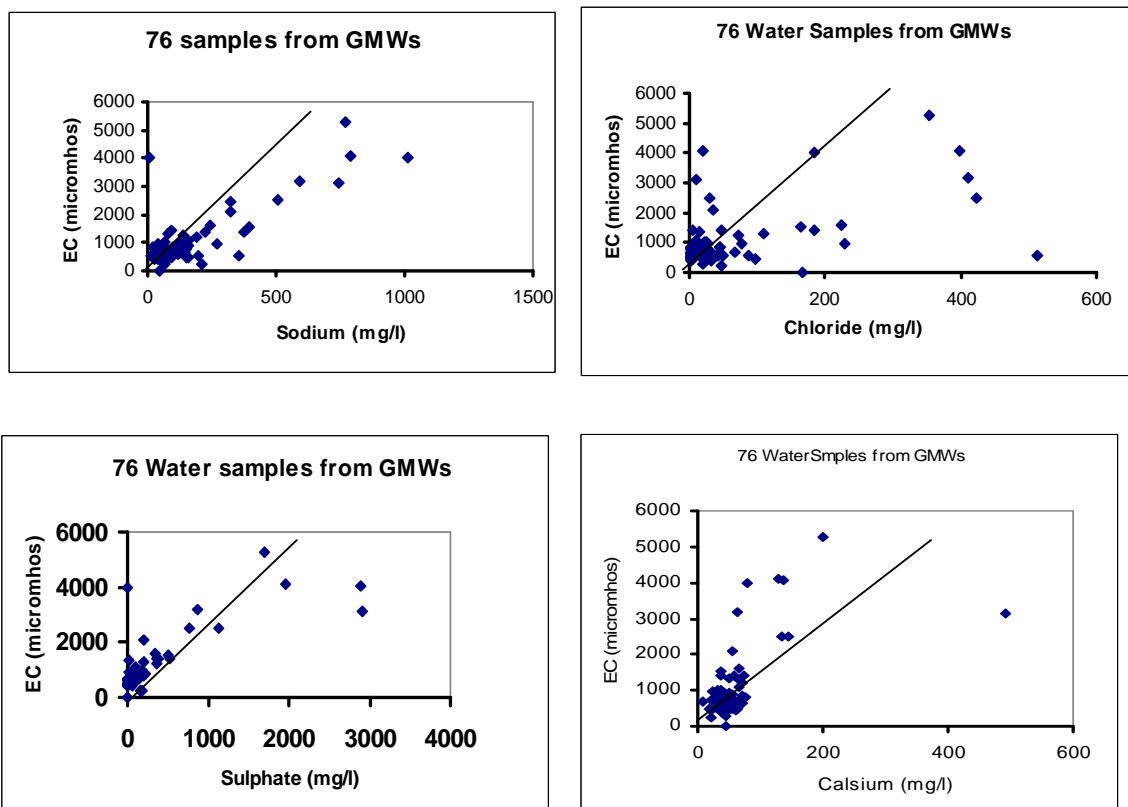 76 samples from GMWs
EC (micromhos)
6000
5000
4000
3000
2000
1000
0
0 500 1000 1500
Sodium (mg/l)
76 Water Samples from GMWs
EC (micromhos)
6000
5000
4000
3000
2000
1000
0
0 200 400 600
Chloride (mg/l)
76 Water samples from GMWs
EC (micromhos)
6000
4000
2000
0
0 1000 2000 3000 4000
Sulphate (mg/l)
76 WaterSmples from GMWs
EC (micromhos)
6000
5000
4000
3000
2000
1000
0
0 200 400 600
Calsium (mg/l)